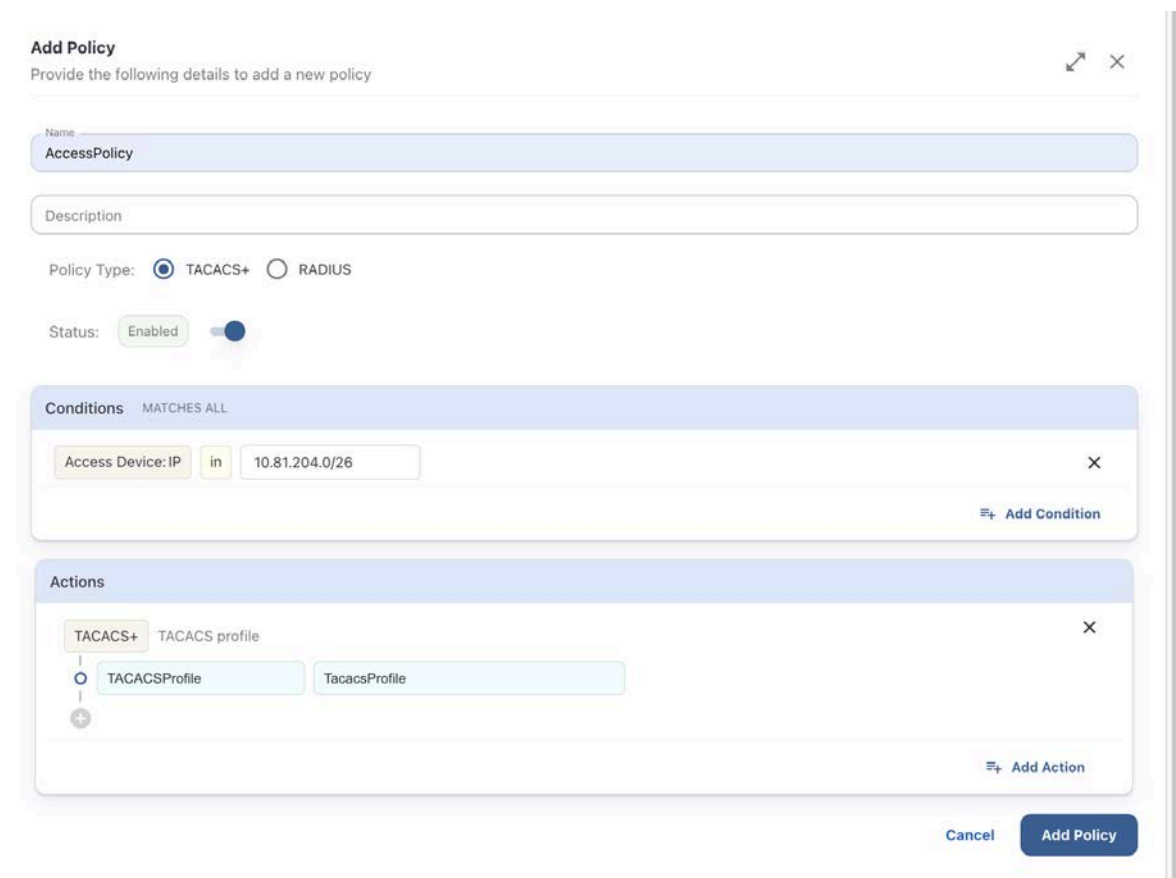 Add Policy
Provide the following details to add a new policy
Name
AccessPolicy
Description
Policy Type: TACACS+ RADIUS
Status: Enabled
Conditions MATCHES ALL
Access Device:IP in 10.81.204.0/26
Add Condition
Actions
TACACS+ TACACS profile
TACACSProfile TacacsProfile
Add Action
Cancel Add Policy